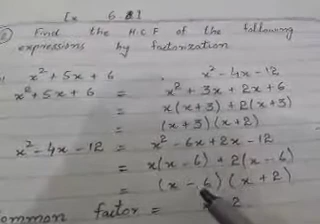 Ex 6.1
Find the H.C.F of the following
expressions by factorization
x² + 5x + 6 x² - 4x - 12
x² + 5x + 6 = x² + 3x + 2x + 6
= x(x+3) + 2(x+3)
= (x+3)(x+2)
x² - 4x - 12 = x² - 6x + 2x - 12
= x(x - 6) + 2(x - 6)
= (x - 6)(x + 2)
common factor = 2